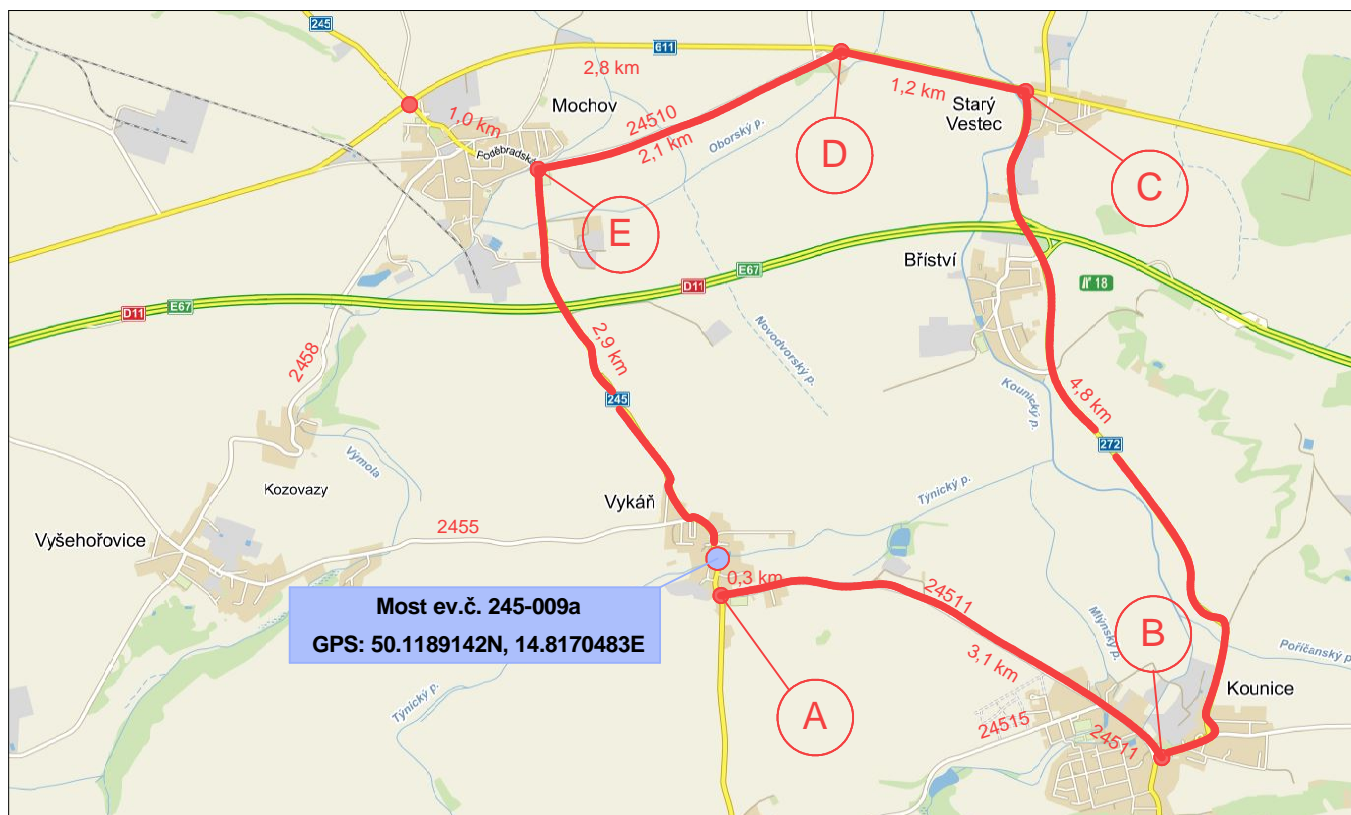 245
611
2,8 km
1,0 km
Mochov
Poděbradská
24510
2,1 km
Oborský p.
1,2 km
Starý
Vestec
D
C
E
Bříství
18
D11
E67
D11
E67
2458
2,9 km
245
Novodvorský p.
Kounický
p.
4,8 km
272
Výmola
Kozovazy
Vykáň
Týnický p.
2455
Vyšehořovice
0,3 km
24511
3,1 km
Most ev.č. 245-009a
GPS: 50.1189142N, 14.8170483E
Mlýnský p.
B
Poříčanský p.
Kounice
A
Týnický p.
24515
24511